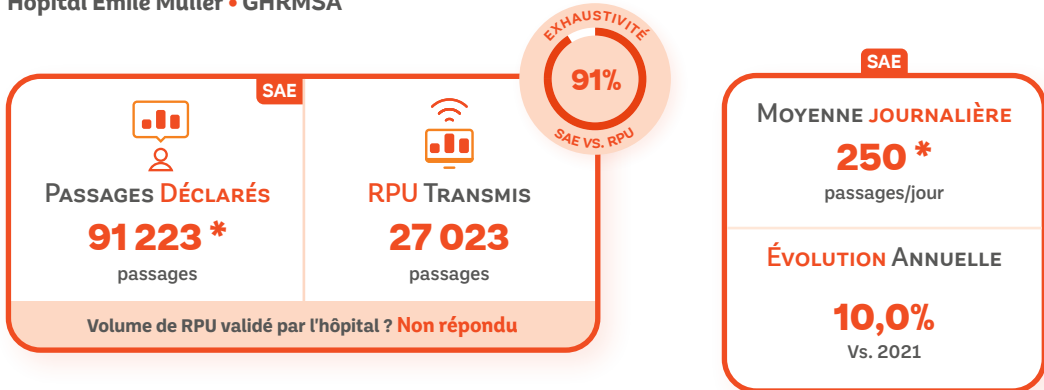 Hôpital Emile Muller • GHRMSA
EXHAUSTIVITÉ
91%
SAE VS. RPU
SAE
PASSAGES DÉCLARÉS
91 223 *
passages
RPU TRANSMIS
27 023
passages
Volume de RPU validé par l'hôpital ? Non répondu
SAE
MOYENNE JOURNALIÈRE
250 *
passages/jour
ÉVOLUTION ANNUELLE
10,0%
Vs. 2021